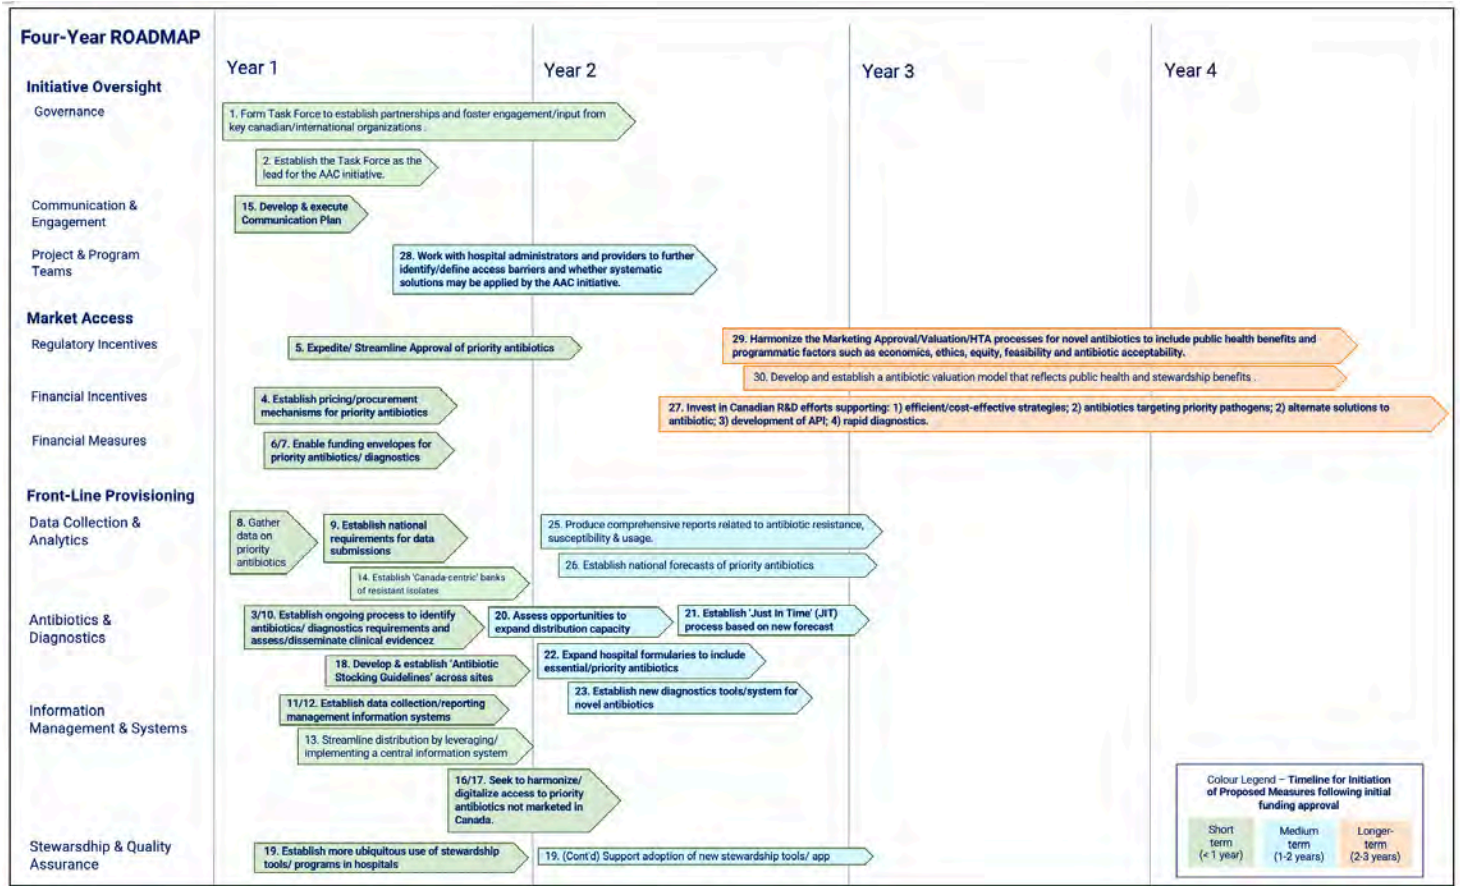 Four-Year ROADMAP
Year 1
Year 2
Year 3
Year 4
Initiative Oversight
Governance
1. Form Task Force to establish partnerships and foster engagement/input from
key canadian/international organizations .
2. Establish the Task Force as the
lead for the AAC initiative.
Communication &
Engagement
15. Develop & execute
Communication Plan
Project & Program
Teams
28. Work with hospital administrators and providers to further
identify/define access barriers and whether systematic
solutions may be applied by the AAC initiative.
Market Access
Regulatory Incentives
5. Expedite/ Streamline Approval of priority antibiotics
29. Harmonize the Marketing Approval/Valuation/HTA processes for novel antibiotics to include public health benefits and
programmatic factors such as economics, ethics, equity, feasibility and antibiotic acceptability.
30. Develop and establish a antibiotic valuation model that reflects public health and stewardship benefits .
Financial Incentives
4. Establish pricing/procurement
mechanisms for priority antibiotics
27. Invest in Canadian R&D efforts supporting: 1) efficient/cost-effective strategies; 2) antibiotics targeting priority pathogens; 2) alternate solutions to
antibiotic; 3) development of API; 4) rapid diagnostics.
Financial Measures
6/7. Enable funding envelopes for
priority antibiotics/ diagnostics
Front-Line Provisioning
Data Collection &
Analytics
8. Gather
data on
priority
antibiotics
9. Establish national
requirements for data
submissions
25. Produce comprehensive reports related to antibiotic resistance,
susceptibility & usage.
26. Establish national forecasts of priority antibiotics
14. Establish 'Canada-centric' banks
of resistant isolates
Antibiotics &
Diagnostics
3/10. Establish ongoing process to identify
antibiotics/ diagnostics requirements and
assess/disseminate clinical evidencez
20. Assess opportunities to
expand distribution capacity
21. Establish 'Just In Time' (JIT)
process based on new forecast
18. Develop & establish 'Antibiotic
Stocking Guidelines' across sites
22. Expand hospital formularies to include
essential/priority antibiotics
23. Establish new diagnostics tools/system for
novel antibiotics
Information
Management & Systems
11/12. Establish data collection/reporting
management information systems
13. Streamline distribution by leveraging/
implementing a central information system
16/17. Seek to harmonize/
digitalize access to priority
antibiotics not marketed in
Canada.
Stewarsdhip & Quality
Assurance
19. Establish more ubiquitous use of stewardship
tools/ programs in hospitals
19. (Cont'd) Support adoption of new stewardship tools/ app
Colour Legend – Timeline for Initiation
of Proposed Measures following initial
funding approval
Short
term
(< 1 year)
Medium
term
(1-2 years)
Longer-
term
(2-3 years)